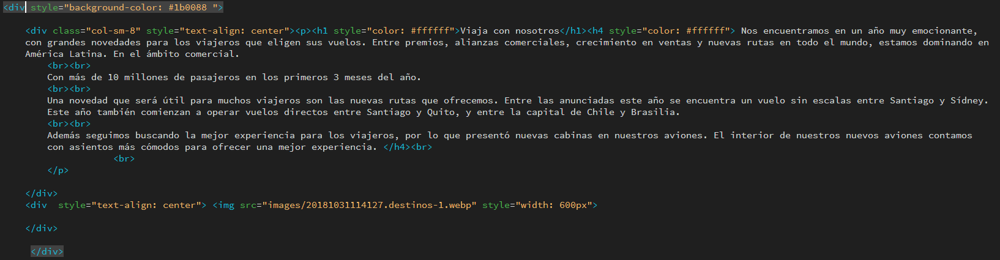 <div style="background-color: #1b0088 ">
<div class="col-sm-8" style="text-align: center"><p><h1 style="color: #ffffff">Viaja con nosotros</h1><h4 style="color: #ffffff"> Nos encuentramos en un año muy emocionante,
con grandes novedades para los viajeros que eligen sus vuelos. Entre premios, alianzas comerciales, crecimiento en ventas y nuevas rutas en todo el mundo, estamos dominando en
América Latina. En el ámbito comercial.
<br><br>
Con más de 10 millones de pasajeros en los primeros 3 meses del año.
<br><br>
Una novedad que será útil para muchos viajeros son las nuevas rutas que ofrecemos. Entre las anunciadas este año se encuentra un vuelo sin escalas entre Santiago y Sídney.
Este año también comienzan a operar vuelos directos entre Santiago y Quito, y entre la capital de Chile y Brasilia.
<br><br>
Además seguimos buscando la mejor experiencia para los viajeros, por lo que presentó nuevas cabinas en nuestros aviones. El interior de nuestros nuevos aviones contamos
con asientos más cómodos para ofrecer una mejor experiencia. </h4><br>
<br>
</p>
</div>
<div  style="text-align: center"> <img src="images/20181031114127.destinos-1.webp" style="width: 600px">
</div>
</div>